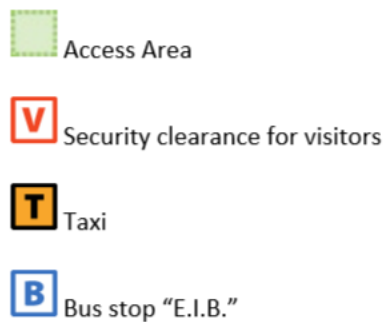 Access Area
V Security clearance for visitors
T Taxi
B Bus stop “E.I.B.”